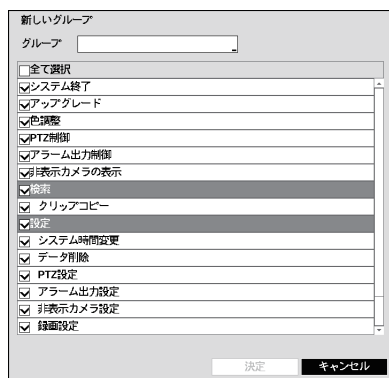 新しいグループ
グループ
全て選択
システム終了
アップグレード
色調整
PTZ制御
アラーム出力制御
非表示カメラの表示
検索
クリップコピー
設定
システム時間変更
データ削除
PTZ設定
アラーム出力設定
非表示カメラ設定
録画設定
決定
キャンセル